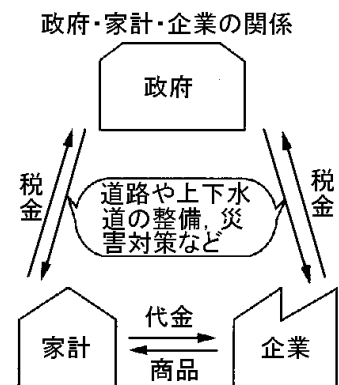 政府・家計・企業の関係
政府
税金
道路や上下水
道の整備,災
害対策など
税金
家計
代金
商品
企業